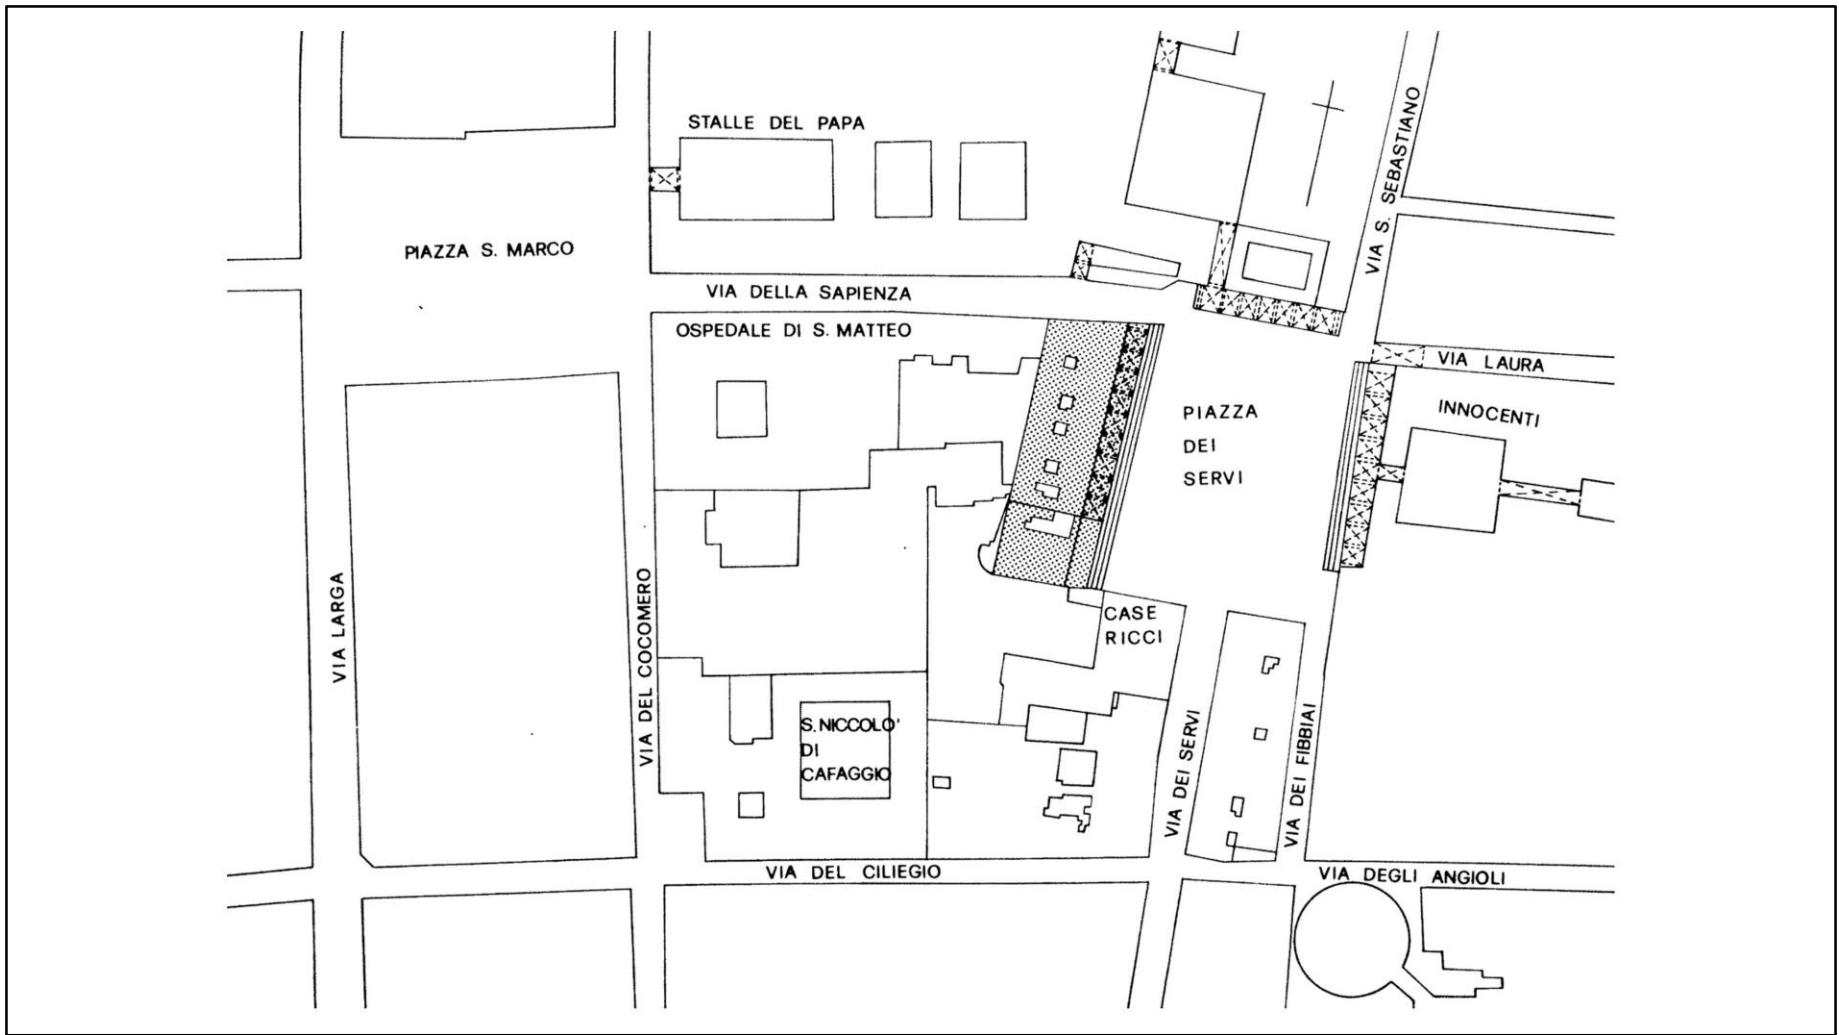 STALLE DEL PAPA
VIA S. SEBASTIANO
PIAZZA S. MARCO
VIA DELLA SAPIENZA
OSPEDALE DI S. MATTEO
VIA LAURA
PIAZZA
DEI
SERVI
INNOCENTI
VIA LARGA
VIA DEL COCOMERO
CASE
RICCI
S. NICCOLO'
DI
CAFAGGIO
VIA DEI SERVI
VIA DEI FIBBIAI
VIA DEL CILIEGIO
VIA DEGLI ANGIOLI